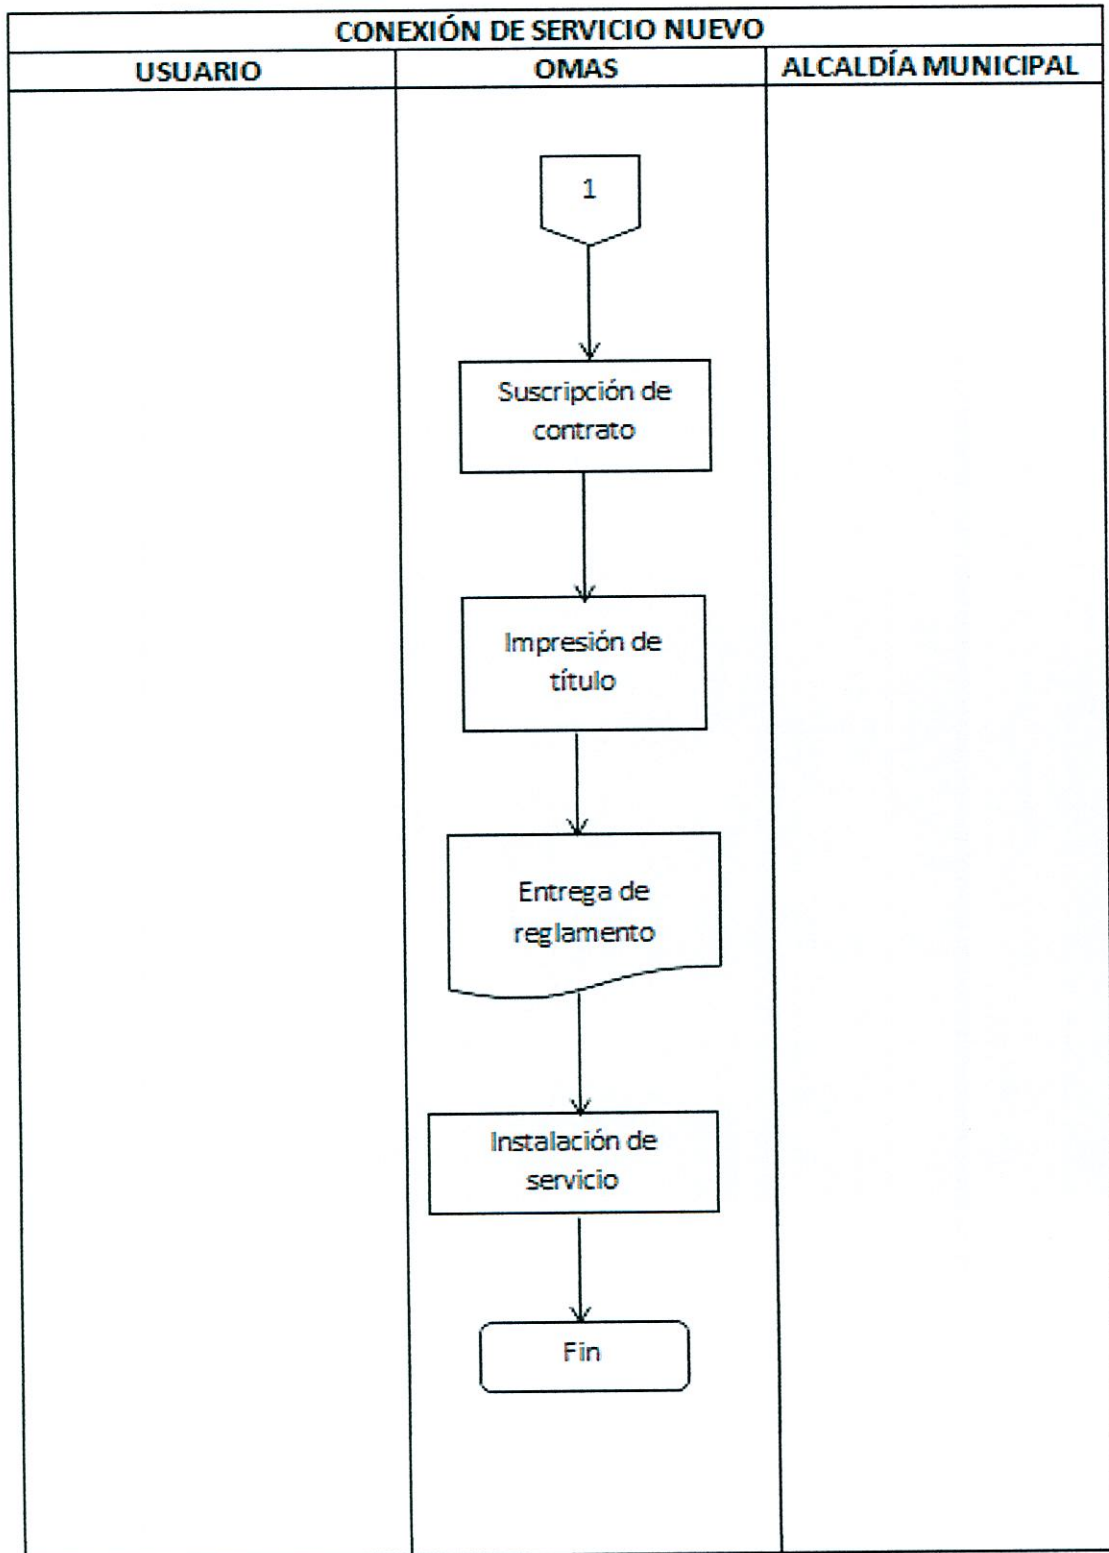 CONEXIÓN DE SERVICIO NUEVO
USUARIO
OMAS
ALCALDÍA MUNICIPAL
1
Suscripción de
contrato
Impresión de
título
Entrega de
reglamento
Instalación de
servicio
Fin